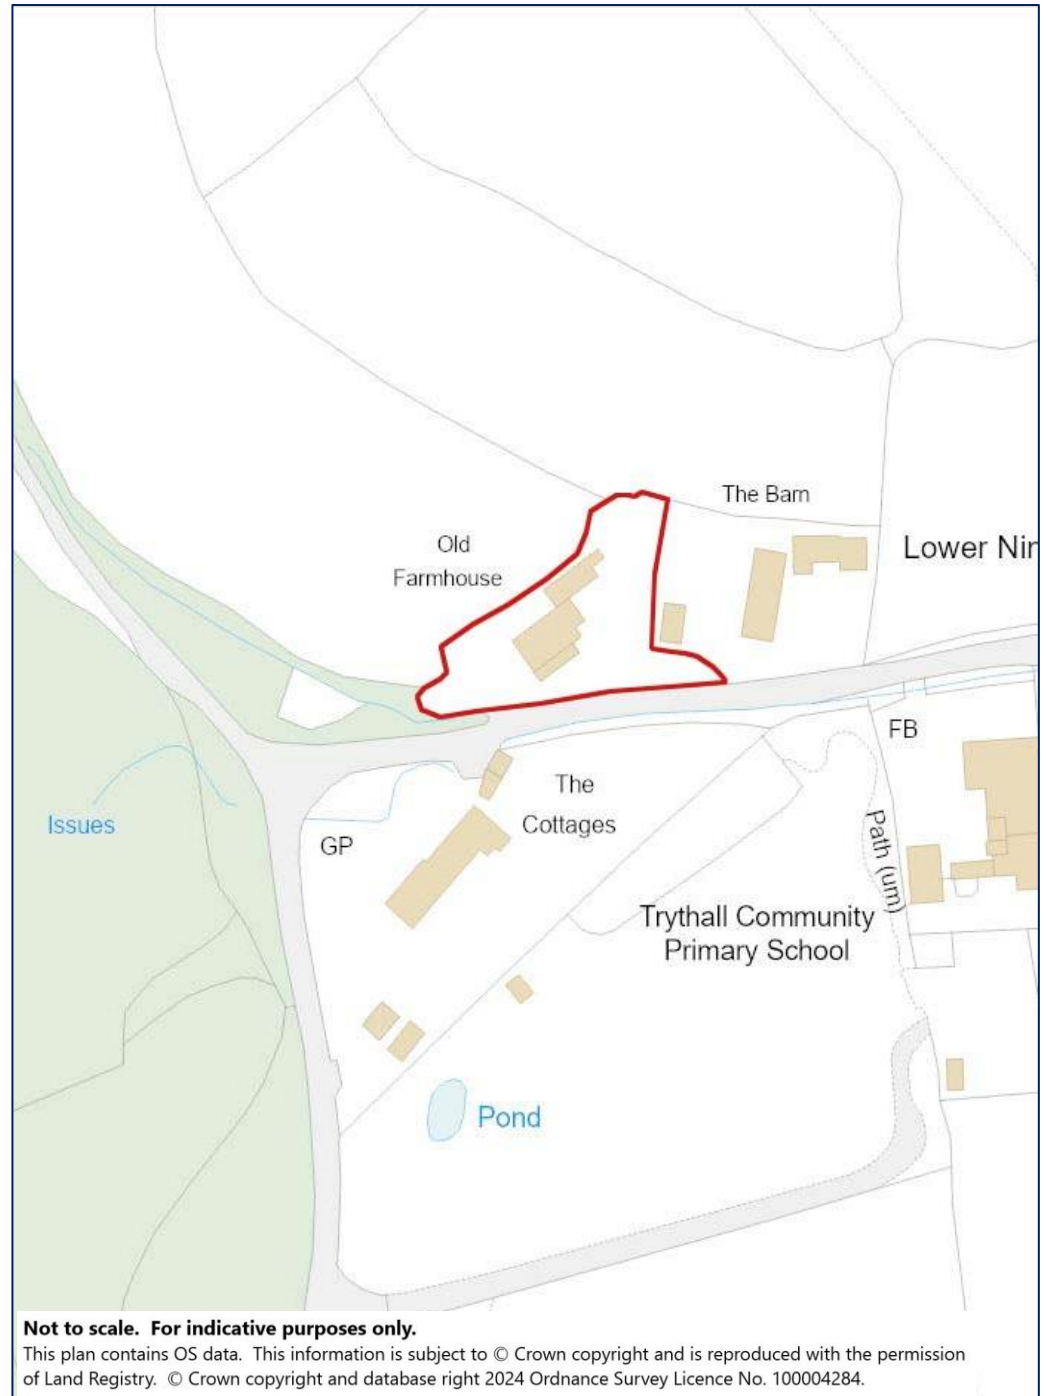 The Barn
Old
Farmhouse
Lower Nin
FB
The
Cottages
Issues
GP
Path (um)
Trythall Community
Primary School
Pond
Not to scale. For indicative purposes only.
This plan contains OS data. This information is subject to © Crown copyright and is reproduced with the permission
of Land Registry. © Crown copyright and database right 2024 Ordnance Survey Licence No. 100004284.